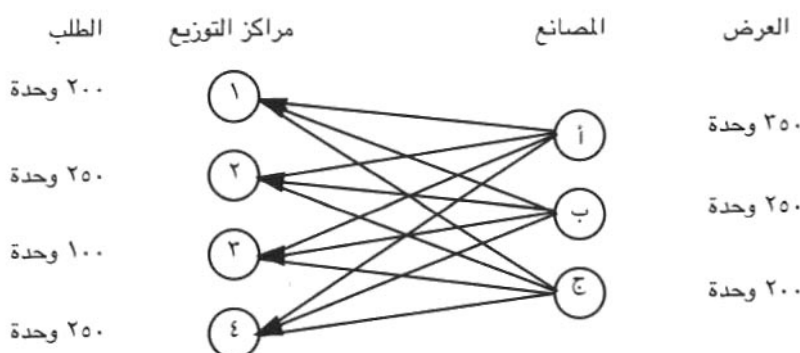 العرض
المصانع
مراكز التوزيع
الطلب
٣٥٠ وحدة
أ
١
٢٠٠ وحدة
٢٥٠ وحدة
ب
٢
٢٥٠ وحدة
٢٠٠ وحدة
ج
٣
١٠٠ وحدة
٤
٢٥٠ وحدة